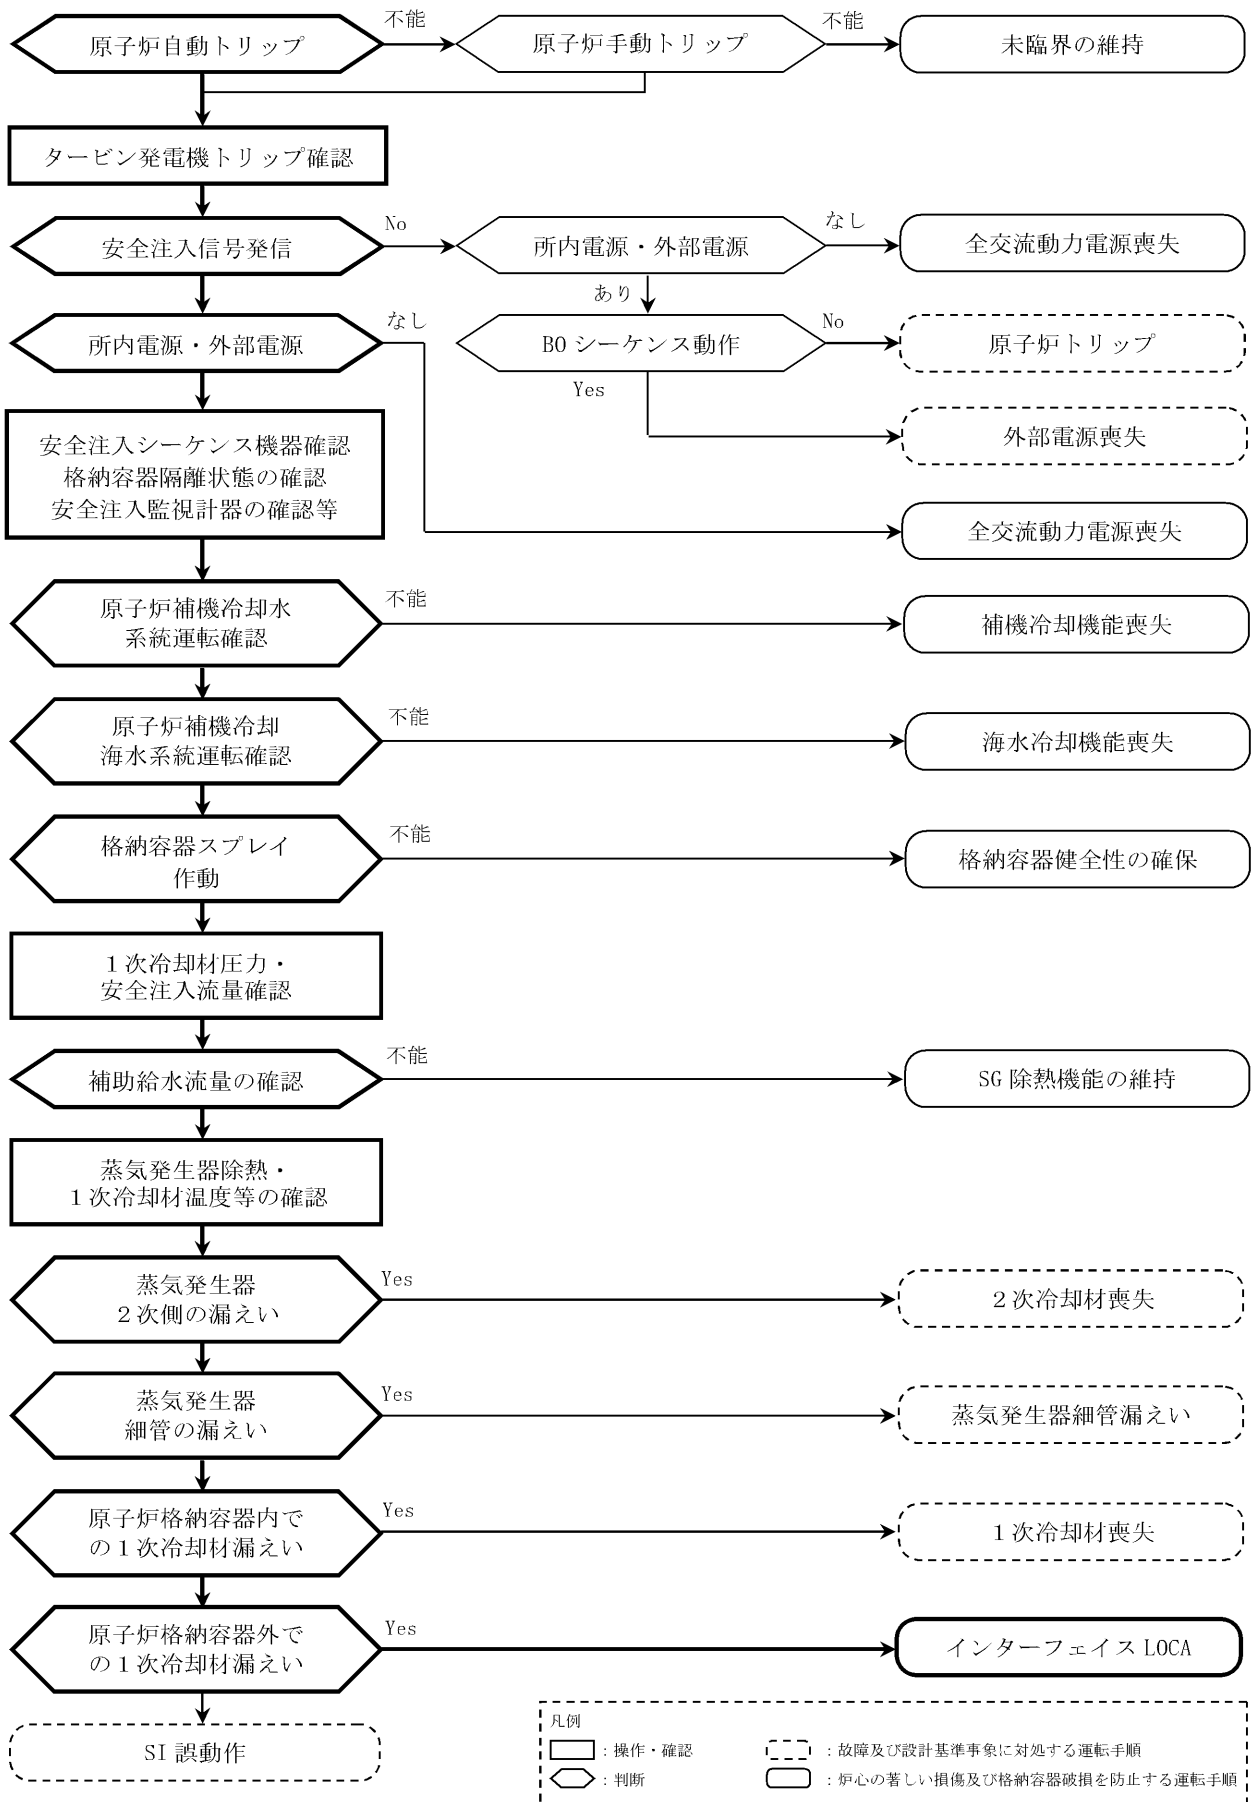 不能
不能
原子炉自動トリップ
原子炉手動トリップ
未臨界の維持
タービン発電機トリップ確認
No
なし
安全注入信号発信
所内電源・外部電源
全交流動力電源喪失
あり
なし
No
所内電源・外部電源
BO シーケンス動作
原子炉トリップ
Yes
外部電源喪失
安全注入シーケンス機器確認
格納容器隔離状態の確認
安全注入監視計器の確認等
全交流動力電源喪失
不能
原子炉補機冷却水
系統運転確認
補機冷却機能喪失
不能
原子炉補機冷却
海水系統運転確認
海水冷却機能喪失
不能
格納容器スプレイ
作動
格納容器健全性の確保
１次冷却材圧力・
安全注入流量確認
不能
補助給水流量の確認
SG 除熱機能の維持
蒸気発生器除熱・
１次冷却材温度等の確認
Yes
蒸気発生器
２次側の漏えい
２次冷却材喪失
Yes
蒸気発生器
細管の漏えい
蒸気発生器細管漏えい
Yes
原子炉格納容器内で
の１次冷却材漏えい
１次冷却材喪失
Yes
原子炉格納容器外で
の１次冷却材漏えい
インターフェイス LOCA
SI 誤動作
凡例
：操作・確認
：故障及び設計基準事象に対処する運転手順
：判断
：炉心の著しい損傷及び格納容器破損を防止する運転手順